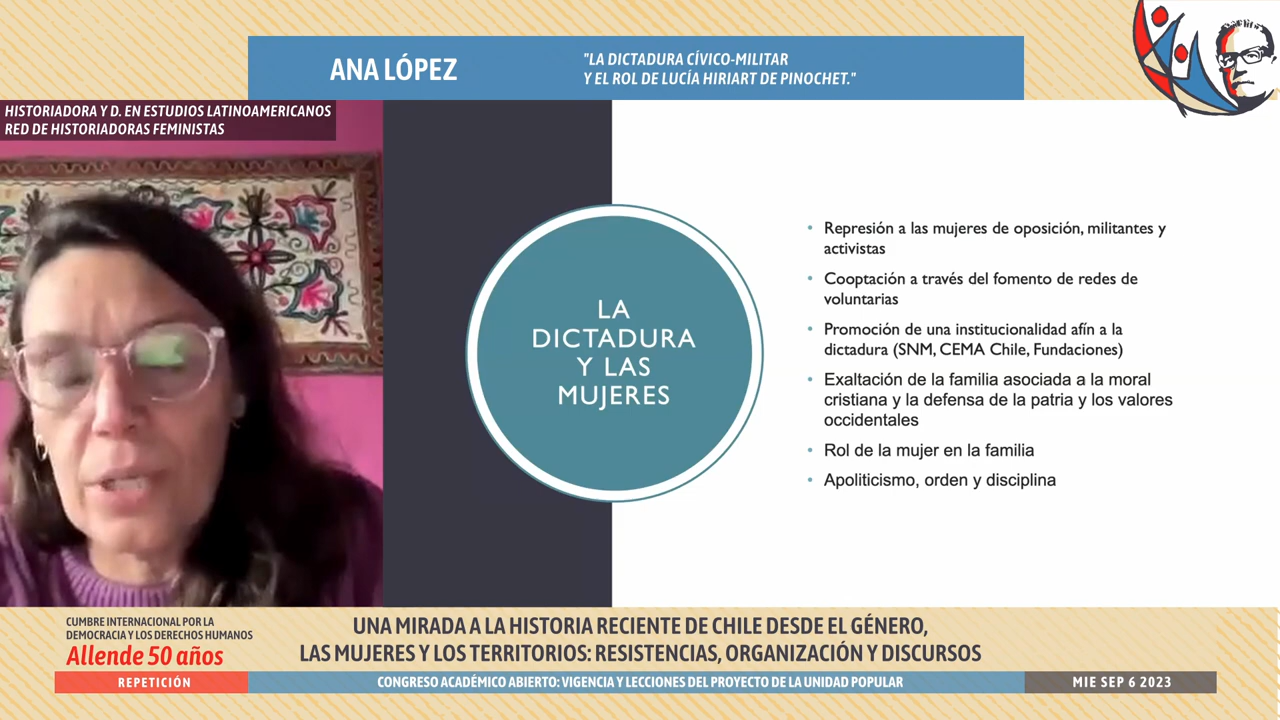 ANA LÓPEZ
"LA DICTADURA CÍVICO-MILITAR
Y EL ROL DE LUCÍA HIRIART DE PINOCHET."
HISTORIADORA Y D. EN ESTUDIOS LATINOAMERICANOS
RED DE HISTORIADORAS FEMINISTAS
LA
DICTADURA
Y LAS
MUJERES
• Represión a las mujeres de oposición, militantes y
activistas
• Cooptación a través del fomento de redes de
voluntarias
• Promoción de una institucionalidad afín a la
dictadura (SNM, CEMA Chile, Fundaciones)
• Exaltación de la familia asociada a la moral
cristiana y la defensa de la patria y los valores
occidentales
• Rol de la mujer en la familia
• Apoliticismo, orden y disciplina
CUMBRE INTERNACIONAL POR LA
DEMOCRACIA Y LOS DERECHOS HUMANOS
Allende 50 años
UNA MIRADA A LA HISTORIA RECIENTE DE CHILE DESDE EL GÉNERO,
LAS MUJERES Y LOS TERRITORIOS: RESISTENCIAS, ORGANIZACIÓN Y DISCURSOS
REPETICIÓN
CONGRESO ACADÉMICO ABIERTO: VIGENCIA Y LECCIONES DEL PROYECTO DE LA UNIDAD POPULAR
MIE SEP 6 2023